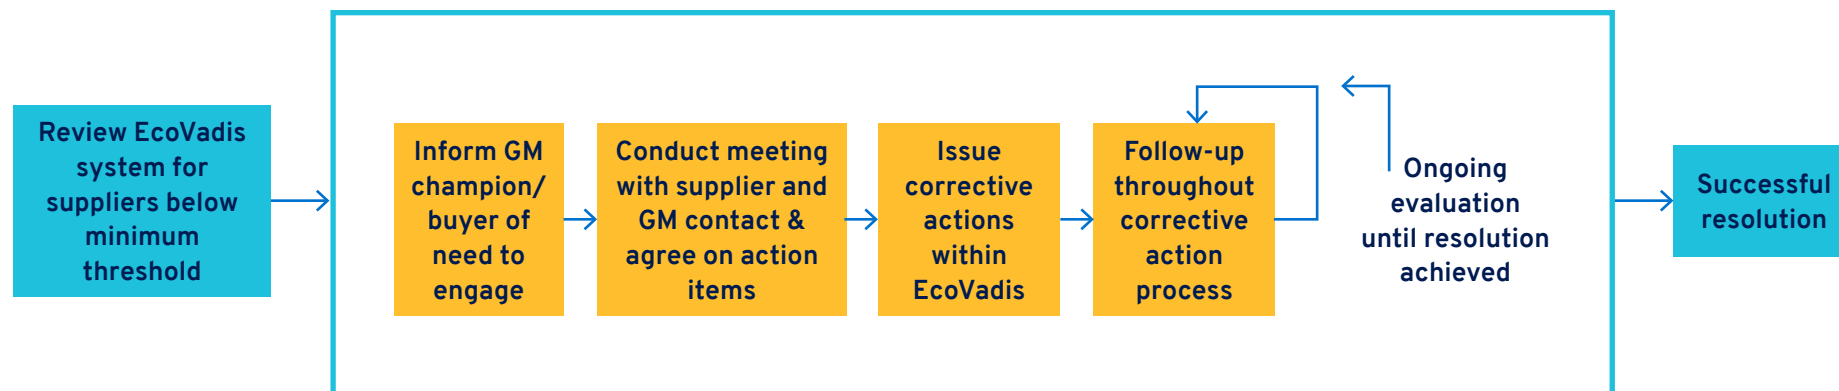 Review EcoVadis
system for
suppliers below
minimum
threshold
Inform GM
champion/
buyer of
need to
engage
Conduct meeting
with supplier and
GM contact &
agree on action
items
Issue
corrective
actions
within
EcoVadis
Follow-up
throughout
corrective
action
process
Ongoing
evaluation
until resolution
achieved
Successful
resolution